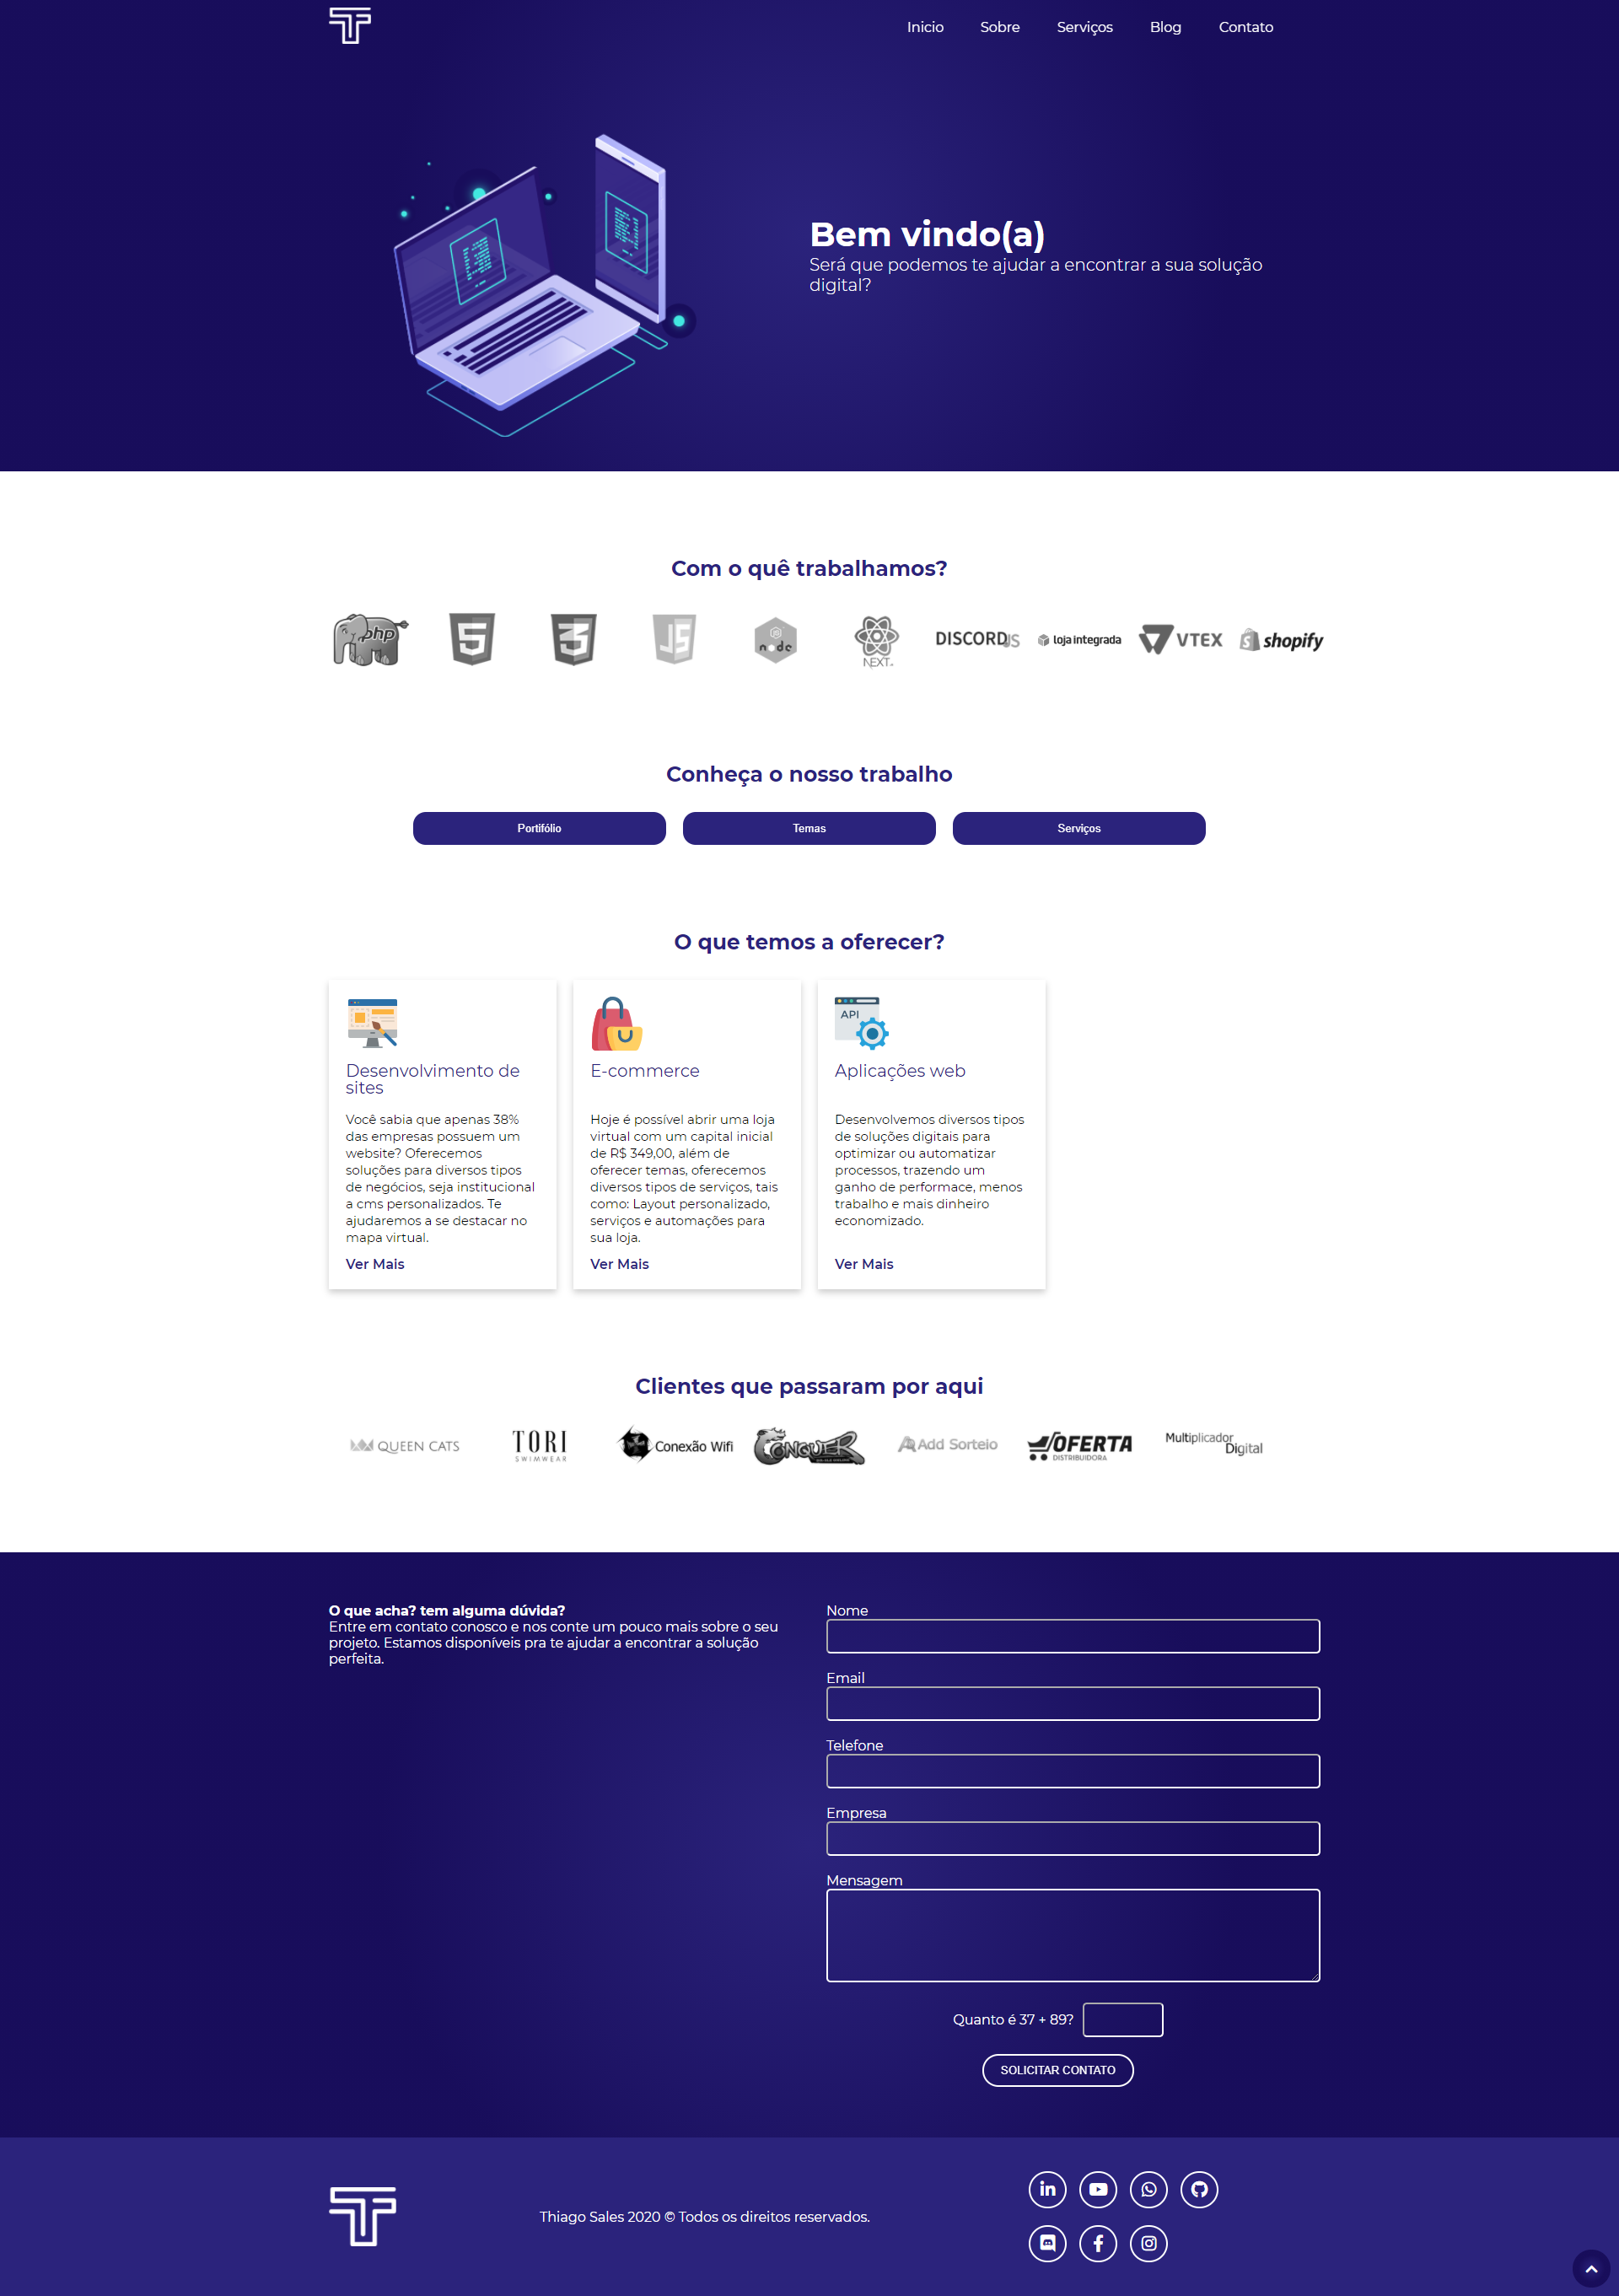 Inicio Sobre Serviços Blog Contato
Bem vindo(a)
Será que podemos te ajudar a encontrar a sua solução
digital?
Com o quê trabalhamos?
php
JS
node
NEXT
DISCORD JS
loja integrada
VTEX
shopify
Conheça o nosso trabalho
Portifólio
Temas
Serviços
O que temos a oferecer?
Desenvolvimento de
sites
Você sabia que apenas 38%
das empresas possuem um
website? Oferecemos
soluções para diversos tipos
de negócios, seja institucional
a cms personalizados. Te
ajudaremos a se destacar no
mapa virtual.
Ver Mais
E-commerce
Hoje é possível abrir uma loja
virtual com um capital inicial
de R$ 349,00, além de
oferecer temas, oferecemos
diversos tipos de serviços, tais
como: Layout personalizado,
serviços e automações para
sua loja.
Ver Mais
API
Aplicações web
Desenvolvemos diversos tipos
de soluções digitais para
optimizar ou automatizar
processos, trazendo um
ganho de performace, menos
trabalho e mais dinheiro
economizado.
Ver Mais
Clientes que passaram por aqui
QUEEN CATS
TORI
SWIMWEAR
Conexão Wifi
CONQUER
Add Sorteio
OFERTA
DISTRIBUIDORA
Multiplicador
Digital
O que acha? tem alguma dúvida?
Entre em contato conosco e nos conte um pouco mais sobre o seu
projeto. Estamos disponíveis pra te ajudar a encontrar a solução
perfeita.
Nome
Email
Telefone
Empresa
Mensagem
Quanto é 37 + 89?
SOLICITAR CONTATO
Thiago Sales 2020 © Todos os direitos reservados.